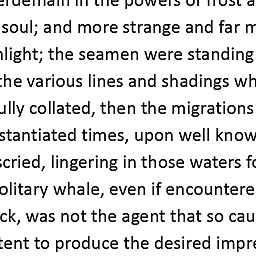 erdemain in the powers of frost a
soul; and more strange and far m
nlight; the seamen were standing
the various lines and shadings wh
ully collated, then the migrations
stantiated times, upon well know
scried, lingering in those waters fo
olitary whale, even if encountere
ck, was not the agent that so cau
tent to produce the desired impre